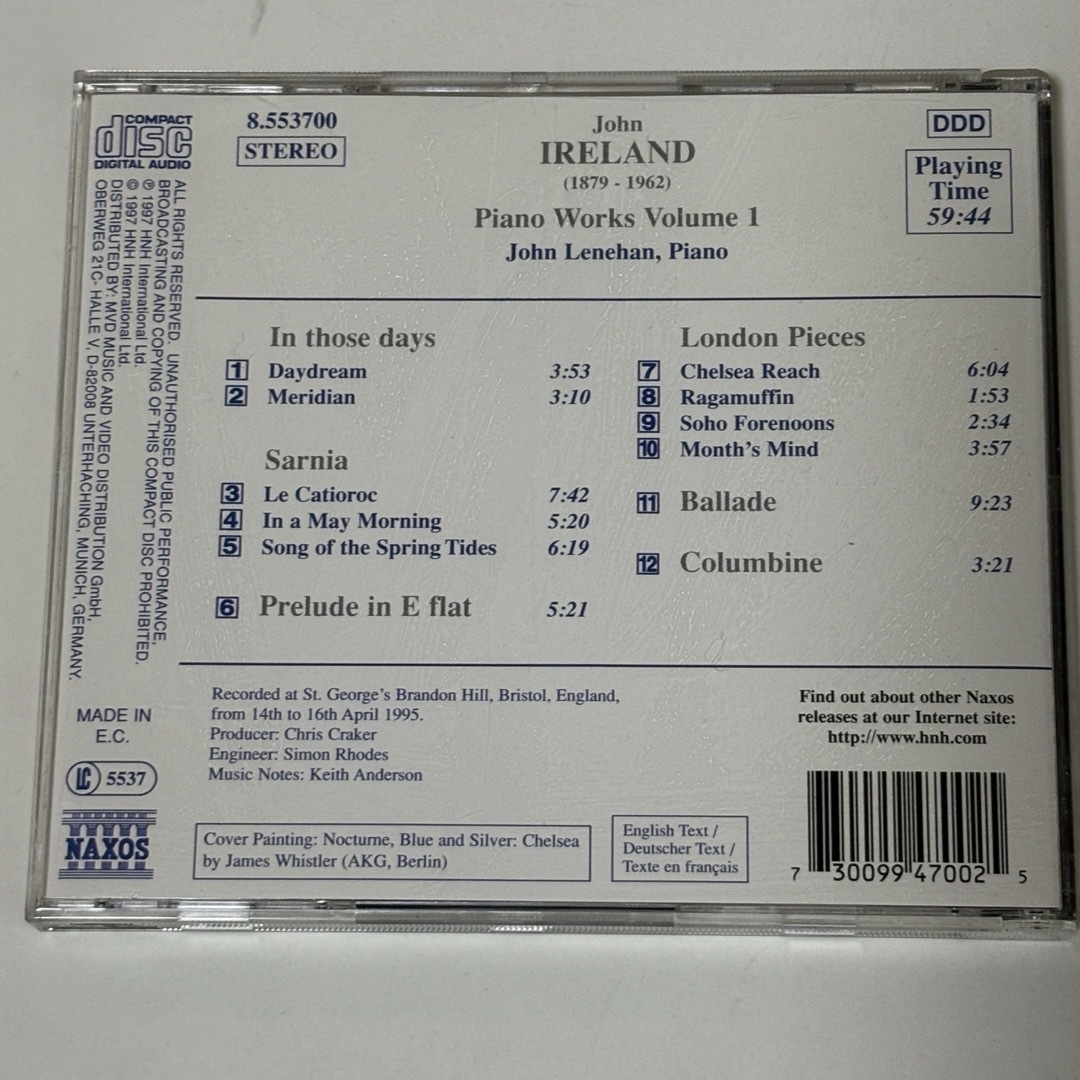 COMPACT
disc
DIGITAL AUDIO
8.553700
STEREO
John
IRELAND
(1879 - 1962)
Piano Works Volume 1
John Lenehan, Piano
DDD
Playing
Time
59:44
ALL RIGHTS RESERVED. UNAUTHORISED PUBLIC PERFORMANCE,
BROADCASTING AND COPYING OF THIS COMPACT DISC PROHIBITED.
℗ 1997 HNH International Ltd.
© 1997 HNH International Ltd.
DISTRIBUTED BY: MVD MUSIC AND VIDEO DISTRIBUTION GmbH,
OBERWEG 21C- HALLE V, D-82008 UNTERHACHING, MUNICH, GERMANY.
In those days
1 Daydream 3:53
2 Meridian 3:10
Sarnia
3 Le Catioroc 7:42
4 In a May Morning 5:20
5 Song of the Spring Tides 6:19
6 Prelude in E flat 5:21
London Pieces
7 Chelsea Reach 6:04
8 Ragamuffin 1:53
9 Soho Forenoons 2:34
10 Month's Mind 3:57
11 Ballade 9:23
12 Columbine 3:21
Recorded at St. George's Brandon Hill, Bristol, England,
from 14th to 16th April 1995.
Producer: Chris Craker
Engineer: Simon Rhodes
Music Notes: Keith Anderson
Find out about other Naxos
releases at our Internet site:
http://www.hnh.com
MADE IN
E.C.
LC 5537
NAXOS
Cover Painting: Nocturne, Blue and Silver: Chelsea
by James Whistler (AKG, Berlin)
English Text /
Deutscher Text /
Texte en français
7 30099 47002 5